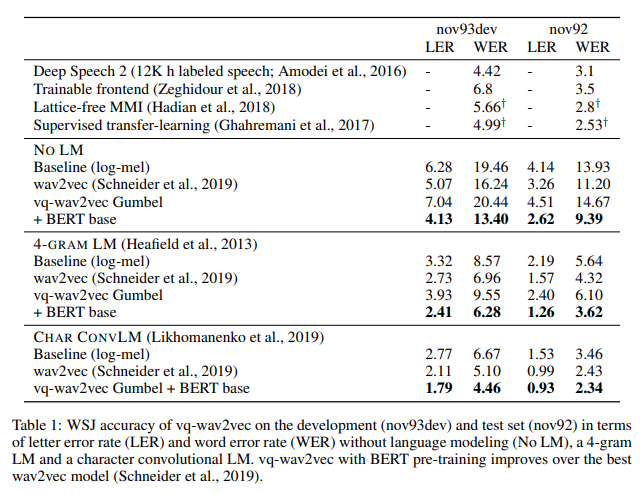 nov93dev nov92
LER WER LER WER
Deep Speech 2 (12K h labeled speech; Amodei et al., 2016) - 4.42 - 3.1
Trainable frontend (Zeghidour et al., 2018) - 6.8 - 3.5
Lattice-free MMI (Hadian et al., 2018) - 5.66† - 2.8†
Supervised transfer-learning (Ghahremani et al., 2017) - 4.99† - 2.53†
NO LM
Baseline (log-mel) 6.28 19.46 4.14 13.93
wav2vec (Schneider et al., 2019) 5.07 16.24 3.26 11.20
vq-wav2vec Gumbel 7.04 20.44 4.51 14.67
+ BERT base 4.13 13.40 2.62 9.39
4-GRAM LM (Heafield et al., 2013)
Baseline (log-mel) 3.32 8.57 2.19 5.64
wav2vec (Schneider et al., 2019) 2.73 6.96 1.57 4.32
vq-wav2vec Gumbel 3.93 9.55 2.40 6.10
+ BERT base 2.41 6.28 1.26 3.62
CHAR CONVLM (Likhomanenko et al., 2019)
Baseline (log-mel) 2.77 6.67 1.53 3.46
wav2vec (Schneider et al., 2019) 2.11 5.10 0.99 2.43
vq-wav2vec Gumbel + BERT base 1.79 4.46 0.93 2.34
Table 1: WSJ accuracy of vq-wav2vec on the development (nov93dev) and test set (nov92) in terms
of letter error rate (LER) and word error rate (WER) without language modeling (No LM), a 4-gram
LM and a character convolutional LM. vq-wav2vec with BERT pre-training improves over the best
wav2vec model (Schneider et al., 2019).